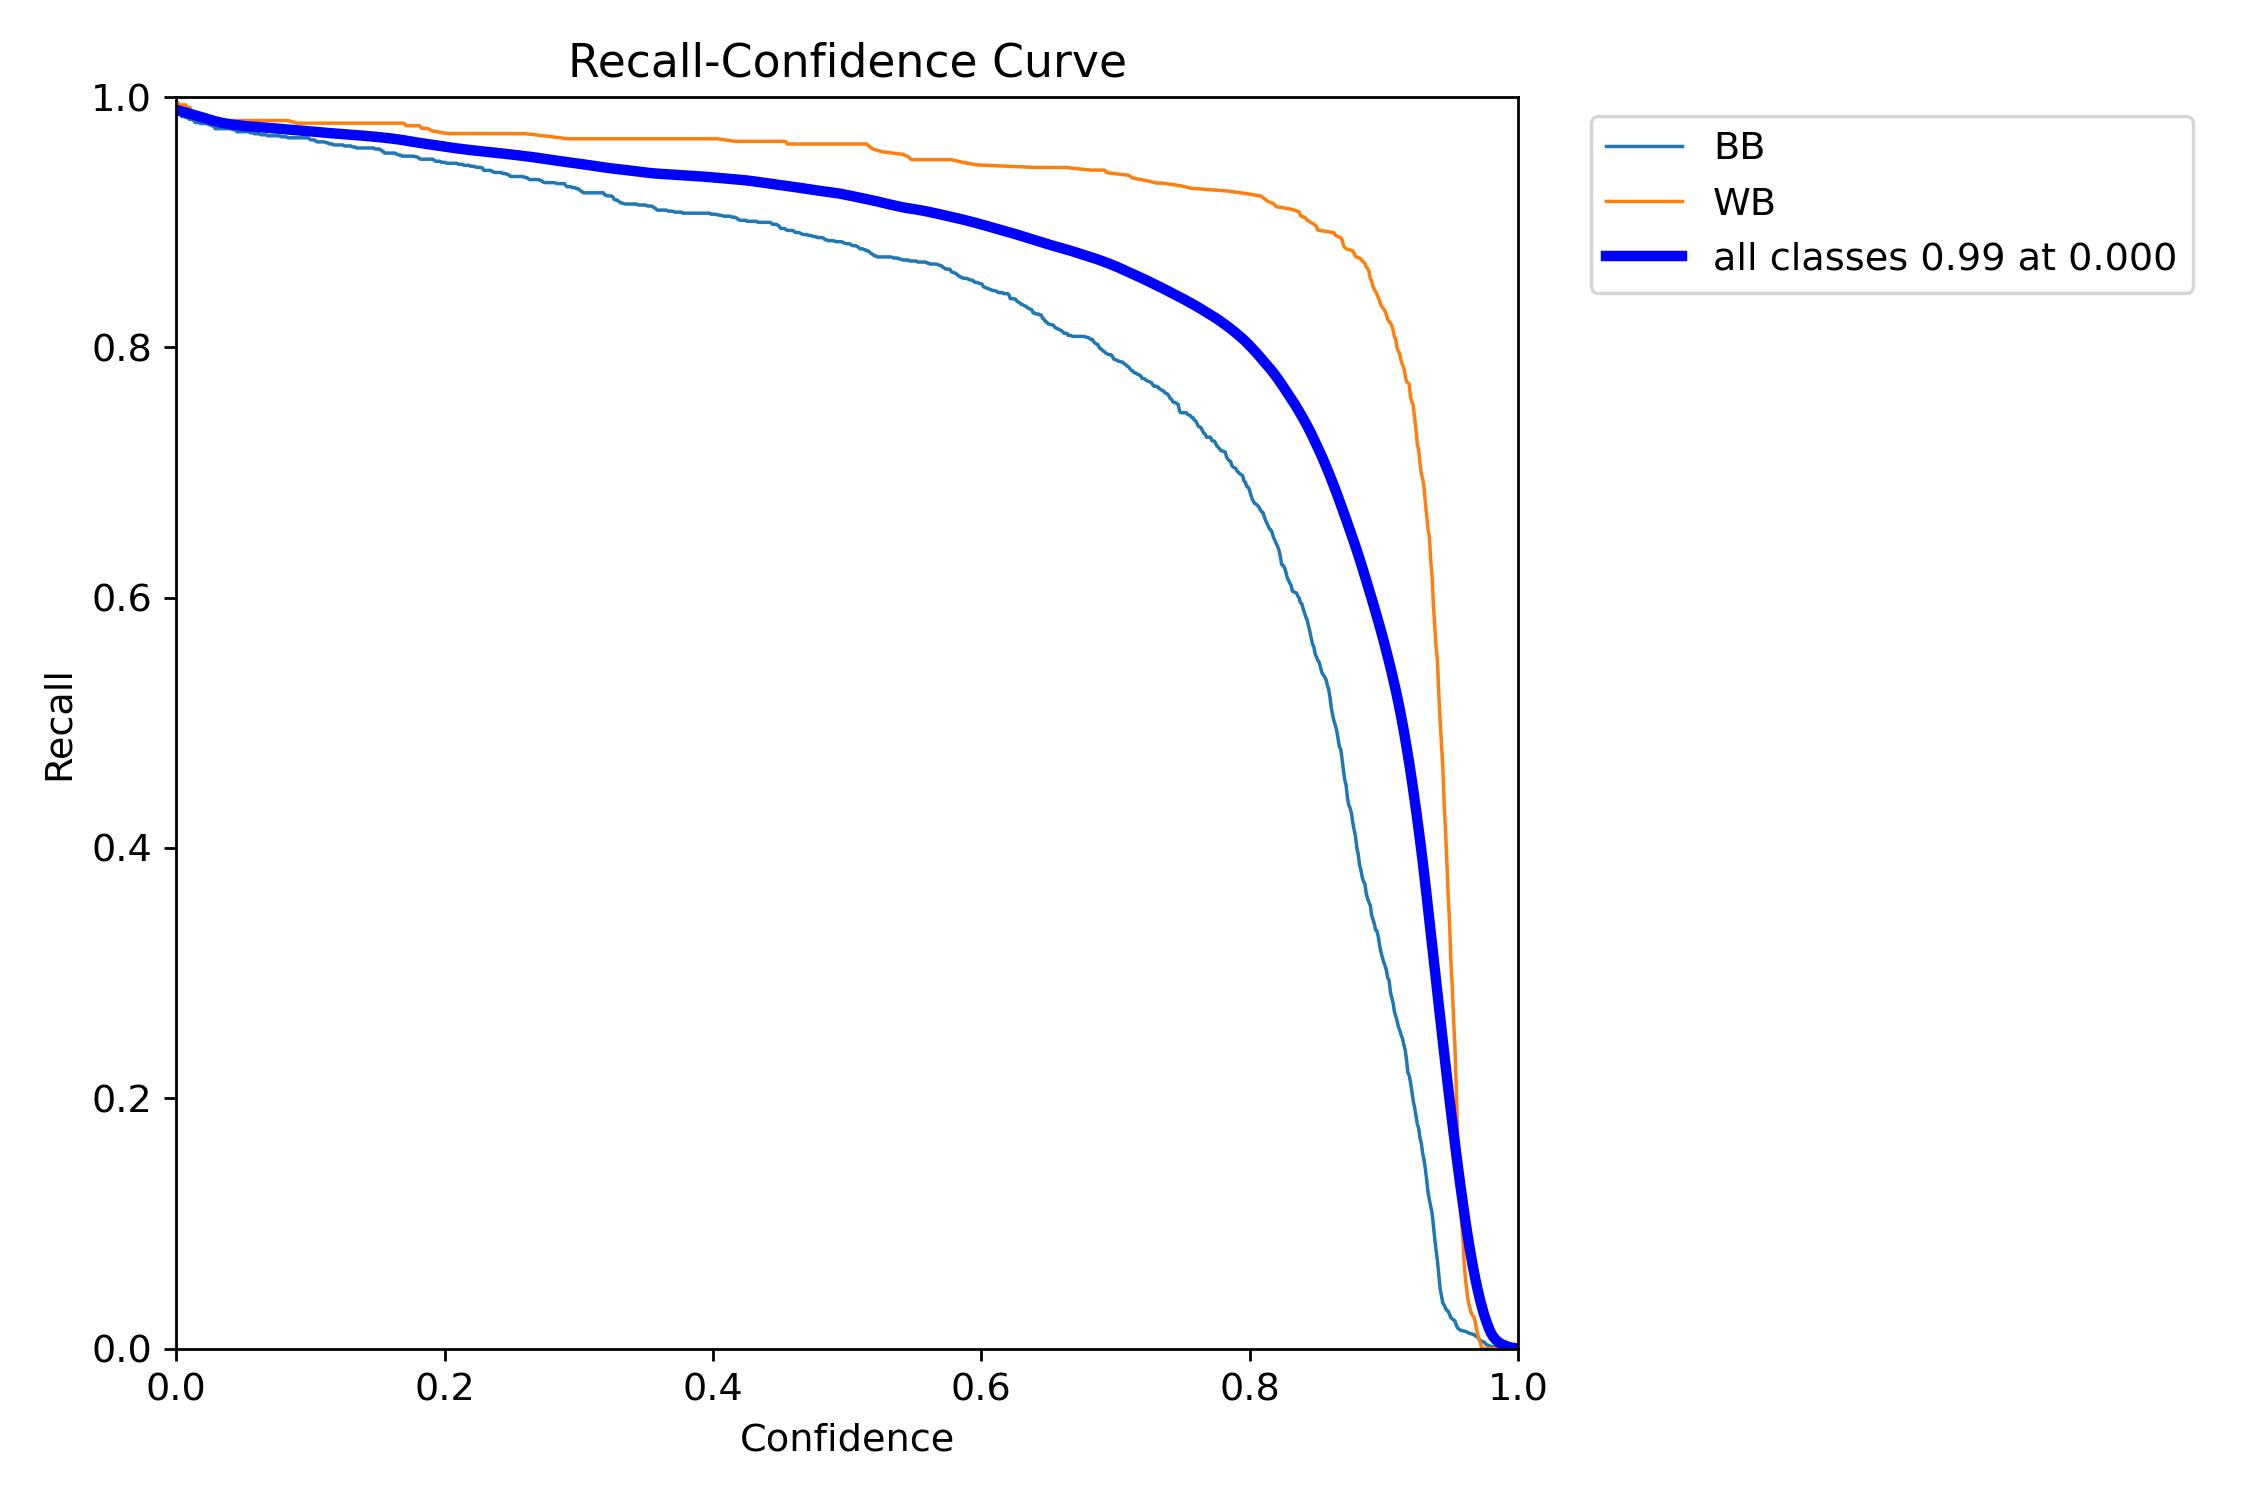 Recall-Confidence Curve
1.0
0.8
0.6
0.4
0.2
0.0
Recall
0.0 0.2 0.4 0.6 0.8 1.0
Confidence
BB
WB
all classes 0.99 at 0.000